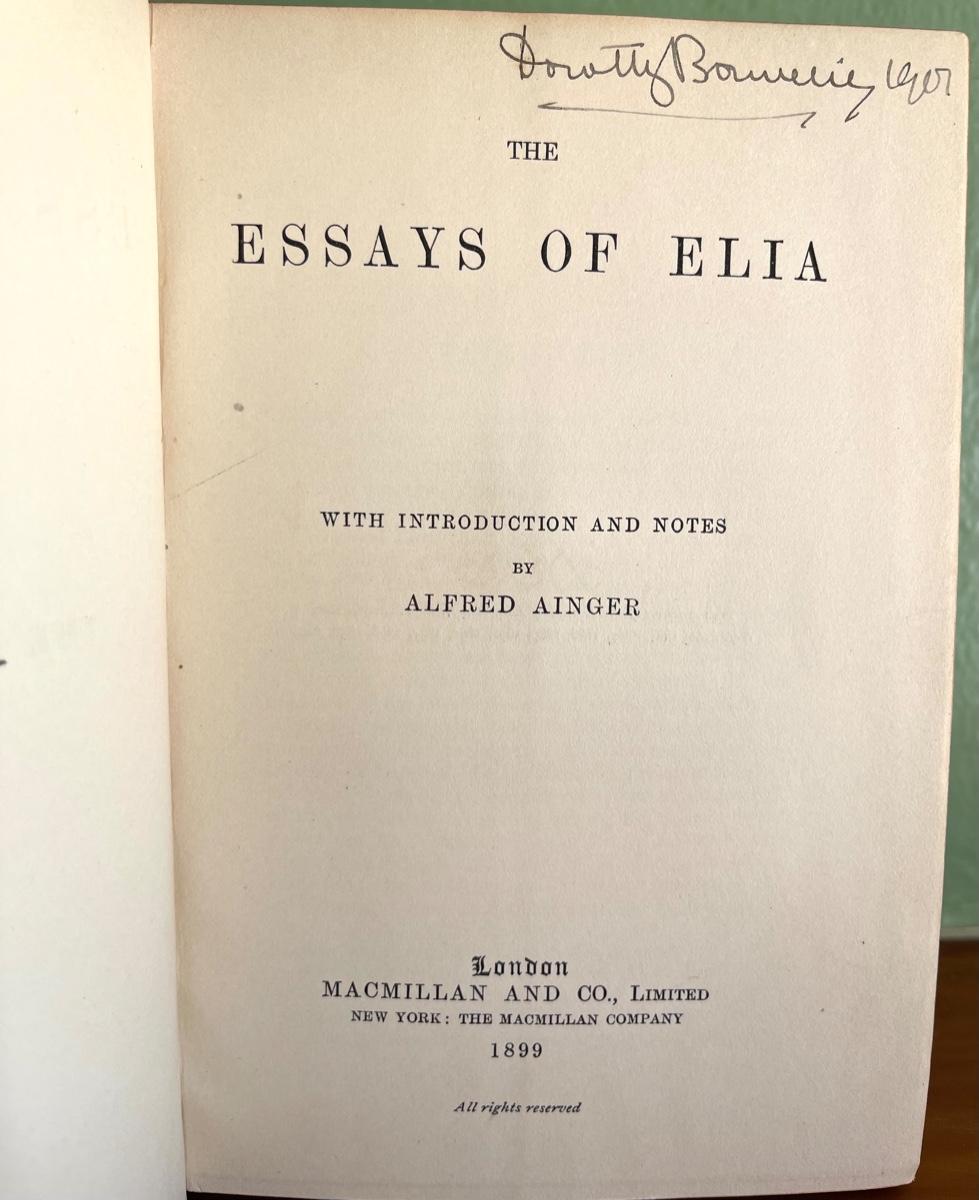 Dorothy 1901
THE
ESSAYS OF ELIA
WITH INTRODUCTION AND NOTES
BY
ALFRED AINGER
London
MACMILLAN AND CO., LIMITED
NEW YORK: THE MACMILLAN COMPANY
1899
All rights reserved